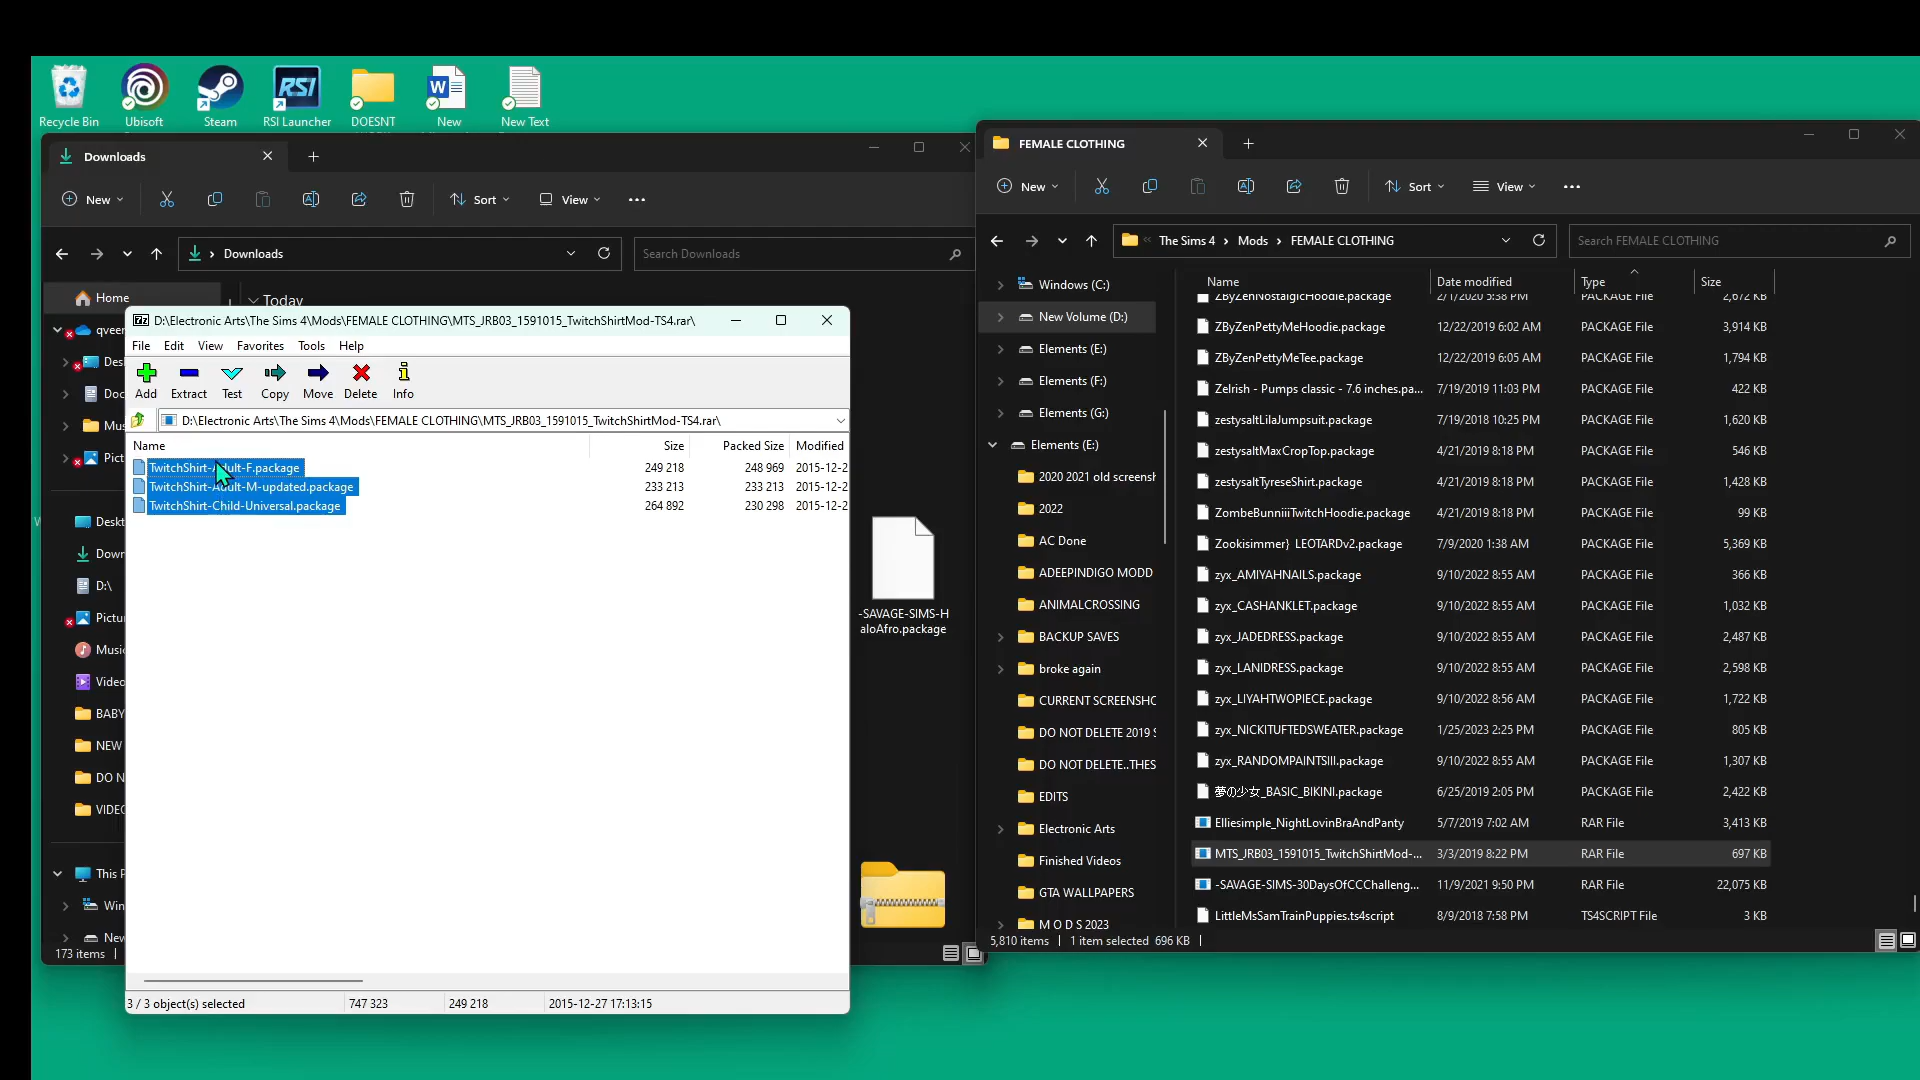 Recycle Bin
Ubisoft
Steam
RSI
RSI Launcher
DOESNT
New
New Text
Downloads
New
Sort
View
Downloads
Search Downloads
Home
Today
173 items
-SAVAGE-SIMS-H
aloAfro.package
D:\Electronic Arts\The Sims 4\Mods\FEMALE CLOTHING\MTS_JRB03_1591015_TwitchShirtMod-TS4.rar\
File Edit View Favorites Tools Help
Add Extract Test Copy Move Delete Info
D:\Electronic Arts\The Sims 4\Mods\FEMALE CLOTHING\MTS_JRB03_1591015_TwitchShirtMod-TS4.rar\
Name Size Packed Size Modified
TwitchShirt-Adult-F.package 249 218 248 969 2015-12-2
TwitchShirt-Adult-M-updated.package 233 213 233 213 2015-12-2
TwitchShirt-Child-Universal.package 264 892 230 298 2015-12-2
3 / 3 object(s) selected 747 323 249 218 2015-12-27 17:13:15
FEMALE CLOTHING
New
Sort
View
The Sims 4 › Mods › FEMALE CLOTHING
Search FEMALE CLOTHING
Windows (C:)
New Volume (D:)
Elements (E:)
Elements (F:)
Elements (G:)
Elements (E:)
2020 2021 old screensh
2022
AC Done
ADEEPINDIGO MODD
ANIMALCROSSING
BACKUP SAVES
broke again
CURRENT SCREENSHC
DO NOT DELETE 2019 S
DO NOT DELETE..THES
EDITS
Electronic Arts
Finished Videos
GTA WALLPAPERS
M O D S 2023
Name Date modified Type Size
ZByZenNostalgicHoodie.package 2/1/2020 5:38 PM PACKAGE File 2,672 KB
ZByZenPettyMeHoodie.package 12/22/2019 6:02 AM PACKAGE File 3,914 KB
ZByZenPettyMeTee.package 12/22/2019 6:05 AM PACKAGE File 1,794 KB
Zelrish - Pumps classic - 7.6 inches.pa... 7/19/2019 11:03 PM PACKAGE File 422 KB
zestysaltLilaJumpsuit.package 7/19/2018 10:25 PM PACKAGE File 1,620 KB
zestysaltMaxCropTop.package 4/21/2019 8:18 PM PACKAGE File 546 KB
zestysaltTyreseShirt.package 4/21/2019 8:18 PM PACKAGE File 1,428 KB
ZombeBunniiiTwitchHoodie.package 4/21/2019 8:18 PM PACKAGE File 99 KB
Zookisimmer} LEOTARDv2.package 7/9/2020 1:38 AM PACKAGE File 5,369 KB
zyx_AMIYAHNAILS.package 9/10/2022 8:55 AM PACKAGE File 366 KB
zyx_CASHANKLET.package 9/10/2022 8:55 AM PACKAGE File 1,032 KB
zyx_JADEDRESS.package 9/10/2022 8:55 AM PACKAGE File 2,487 KB
zyx_LANIDRESS.package 9/10/2022 8:55 AM PACKAGE File 2,598 KB
zyx_LIYAHTWOPIECE.package 9/10/2022 8:56 AM PACKAGE File 1,722 KB
zyx_NICKITUFTEDSWEATER.package 1/25/2023 2:25 PM PACKAGE File 805 KB
zyx_RANDOMPAINTSIII.package 9/10/2022 8:55 AM PACKAGE File 1,307 KB
夢の少女_BASIC_BIKINI.package 6/25/2019 2:05 PM PACKAGE File 2,422 KB
Elliesimple_NightLovinBraAndPanty 5/7/2019 7:02 AM RAR File 3,413 KB
MTS_JRB03_1591015_TwitchShirtMod-... 3/3/2019 8:22 PM RAR File 697 KB
-SAVAGE-SIMS-30DaysOfCCChalleng... 11/9/2021 9:50 PM RAR File 22,075 KB
LittleMsSamTrainPuppies.ts4script 8/9/2018 7:58 PM TS4SCRIPT File 3 KB
5,810 items 1 item selected 696 KB